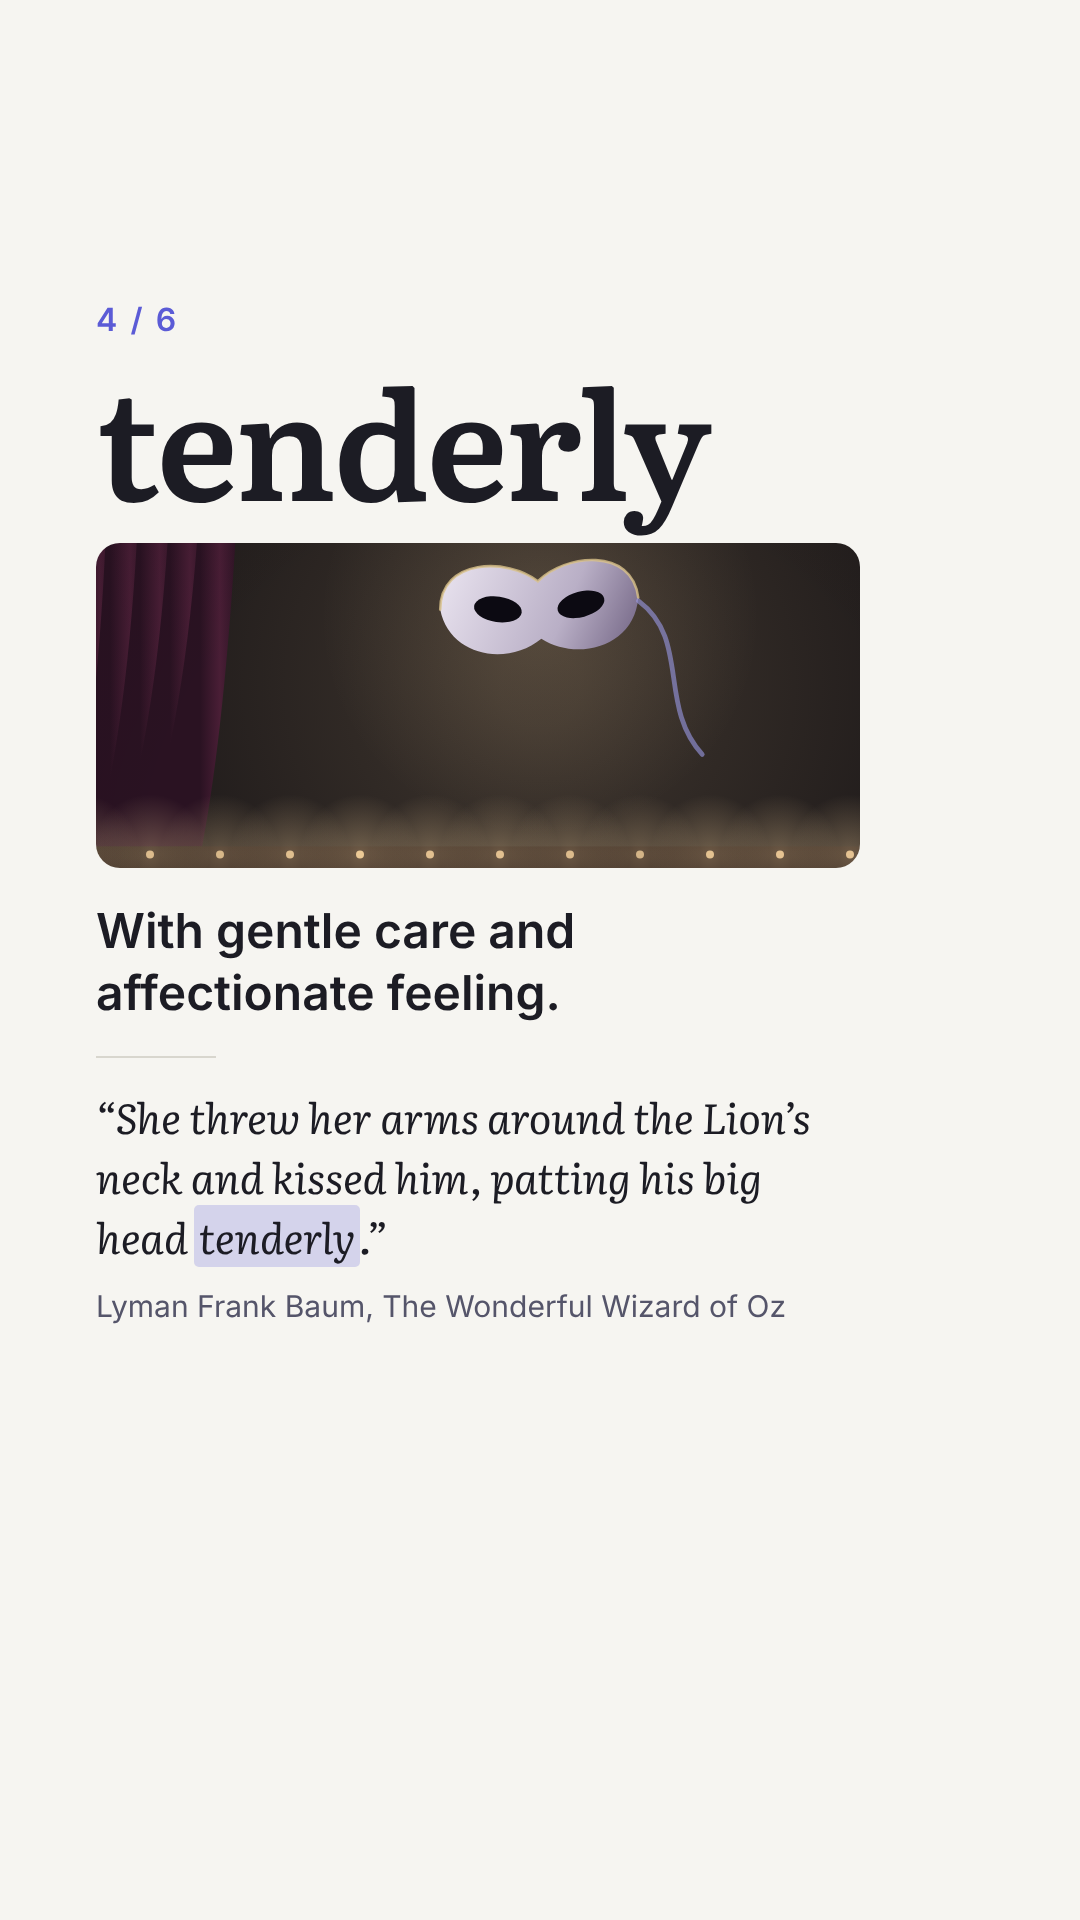 4 / 6
tenderly
With gentle care and
affectionate feeling.
“She threw her arms around the Lion’s
neck and kissed him, patting his big
head tenderly.”
Lyman Frank Baum, The Wonderful Wizard of Oz